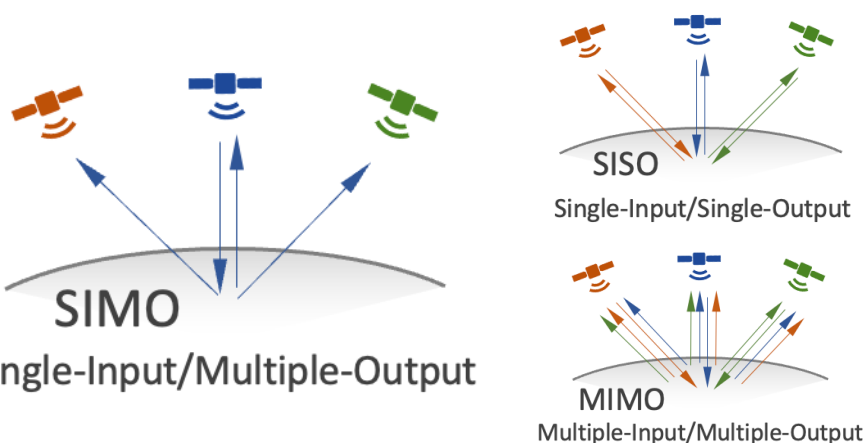 SIMO
ngle-Input/Multiple-Output
SISO
Single-Input/Single-Output
MIMO
Multiple-Input/Multiple-Output